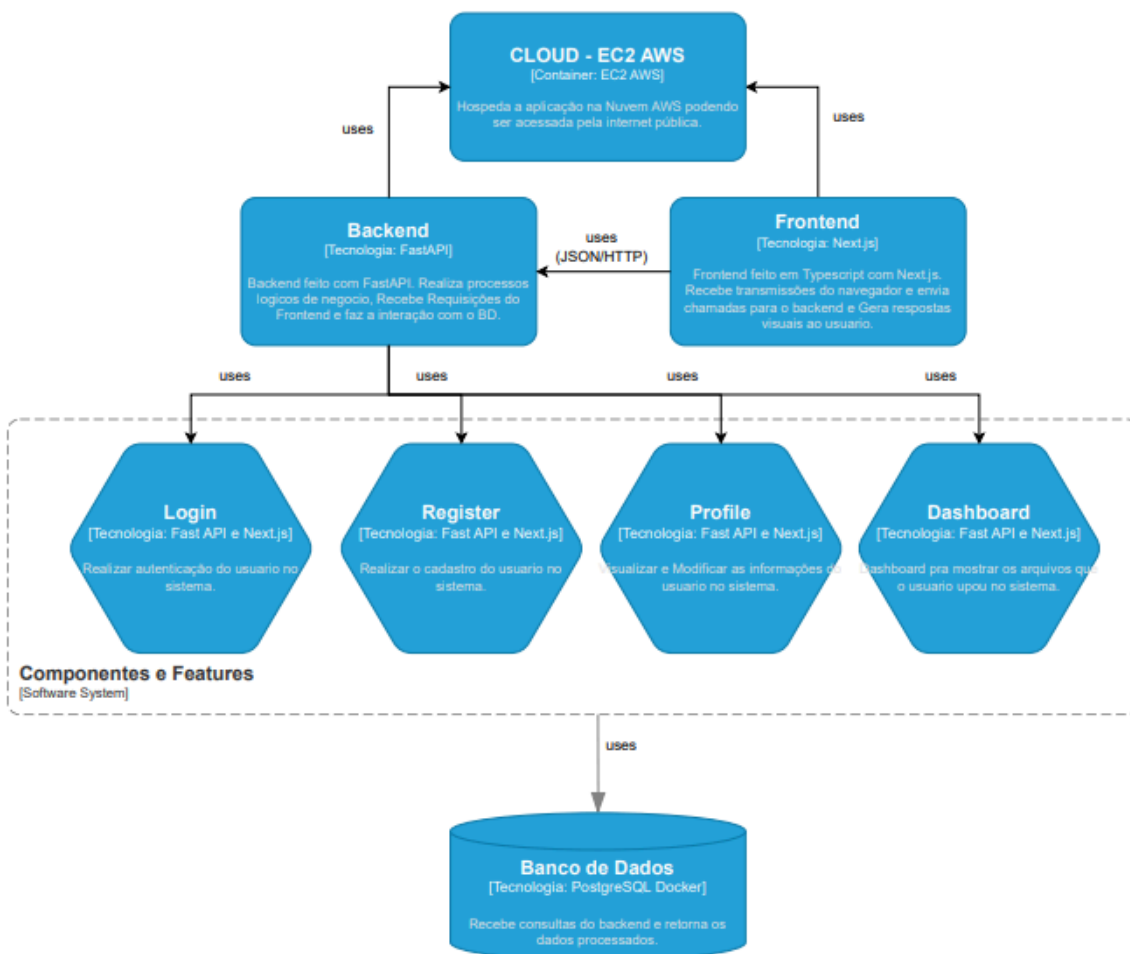 CLOUD - EC2 AWS
[Container: EC2 AWS]
Hospeda a aplicação na Nuvem AWS podendo
ser acessada pela internet pública.
uses
uses
Backend
[Tecnologia: FastAPI]
Backend feito com FastAPI. Realiza processos
logicos de negocio, Recebe Requisições do
Frontend e faz a interação com o BD.
uses
(JSON/HTTP)
Frontend
[Tecnologia: Next.js]
Frontend feito em Typescript com Next.js.
Recebe transmissões do navegador e envia
chamadas para o backend e Gera respostas
visuais ao usuario.
uses
uses
uses
uses
Login
[Tecnologia: Fast API e Next.js]
Realizar autenticação do usuario no
sistema.
Register
[Tecnologia: Fast API e Next.js]
Realizar o cadastro do usuario no
sistema.
Profile
[Tecnologia: Fast API e Next.js]
Visualizar e Modificar as informações do
usuario no sistema.
Dashboard
[Tecnologia: Fast API e Next.js]
Dashboard pra mostrar os arquivos que
o usuario upou no sistema.
Componentes e Features
[Software System]
uses
Banco de Dados
[Tecnologia: PostgreSQL Docker]
Recebe consultas do backend e retorna os
dados processados.